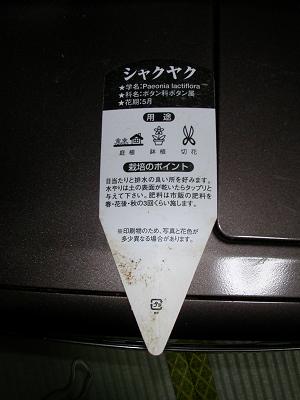 シャクヤク
★学名:Paeonia lactiflora
★科名:ボタン科ボタン属
★花期:5月
用途
庭植 鉢植 切花
栽培のポイント
日当たりと排水の良い所を好みます。
水やりは土の表面が乾いたらタップリと
与えて下さい。肥料は市販の肥料を
春・花後・秋の3回くらい施します。
※印刷物のため、写真と花色が
多少異なる場合があります。
プラ